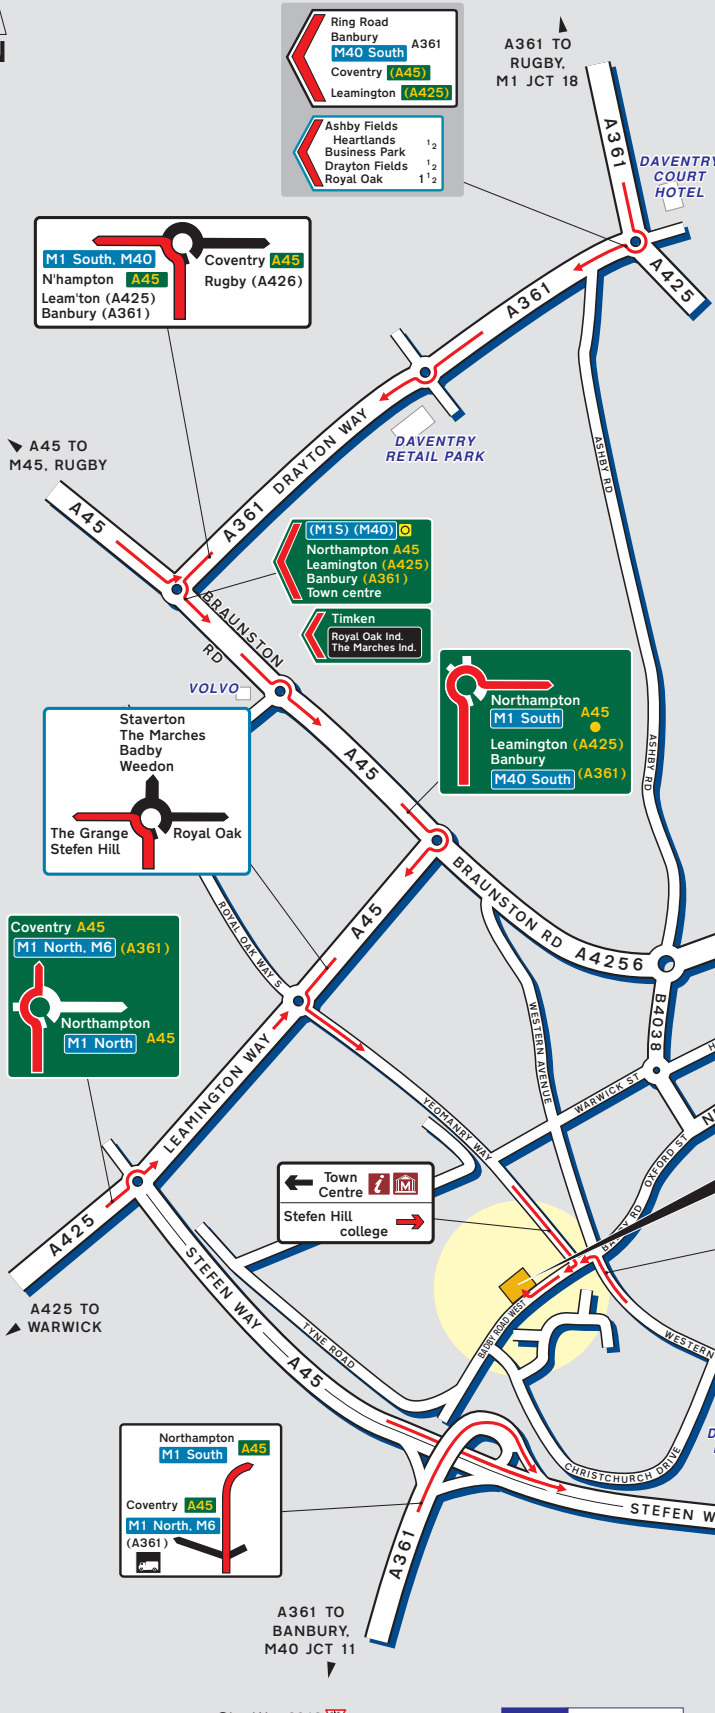 Ring Road
Banbury
M40 South A361
Coventry (A45)
Leamington (A425)
Ashby Fields
Heartlands
Business Park 1 2
Drayton Fields 1 2
Royal Oak 1 1 2
A361 TO
RUGBY,
M1 JCT 18
A361
DAVENTRY
COURT
HOTEL
A425
M1 South, M40
N'hampton A45
Leam'ton (A425)
Banbury (A361)
Coventry A45
Rugby (A426)
A361
A361 DRAYTON WAY
DAVENTRY
RETAIL PARK
ASHBY RD
A45 TO
M45, RUGBY
A45
(M1S) (M40)
Northampton A45
Leamington (A425)
Banbury (A361)
Town centre
Timken
Royal Oak Ind.
The Marches Ind.
BRAUNSTON
RD
VOLVO
Northampton
M1 South A45
Leamington (A425)
Banbury
M40 South (A361)
Staverton
The Marches
Badby
Weedon
The Grange
Stefen Hill
Royal Oak
A45
ASHBY RD
BRAUNSTON RD A4256
A45
ROYAL OAK WAY S
Coventry A45
M1 North, M6 (A361)
Northampton
M1 North A45
B4038
WESTERN AVENUE
LEAMINGTON WAY
YEOMANRY WAY
WARWICK ST
OXFORD ST
Town
Centre
i M
Stefen Hill
college
A425
A425 TO
WARWICK
STEFEN WAY A45
TYNE ROAD
BADBY ROAD WEST
WESTERN
CHRISTCHURCH DRIVE
Northampton
M1 South A45
Coventry A45
M1 North, M6
(A361)
A361
STEFEN W
A361 TO
BANBURY,
M40 JCT 11